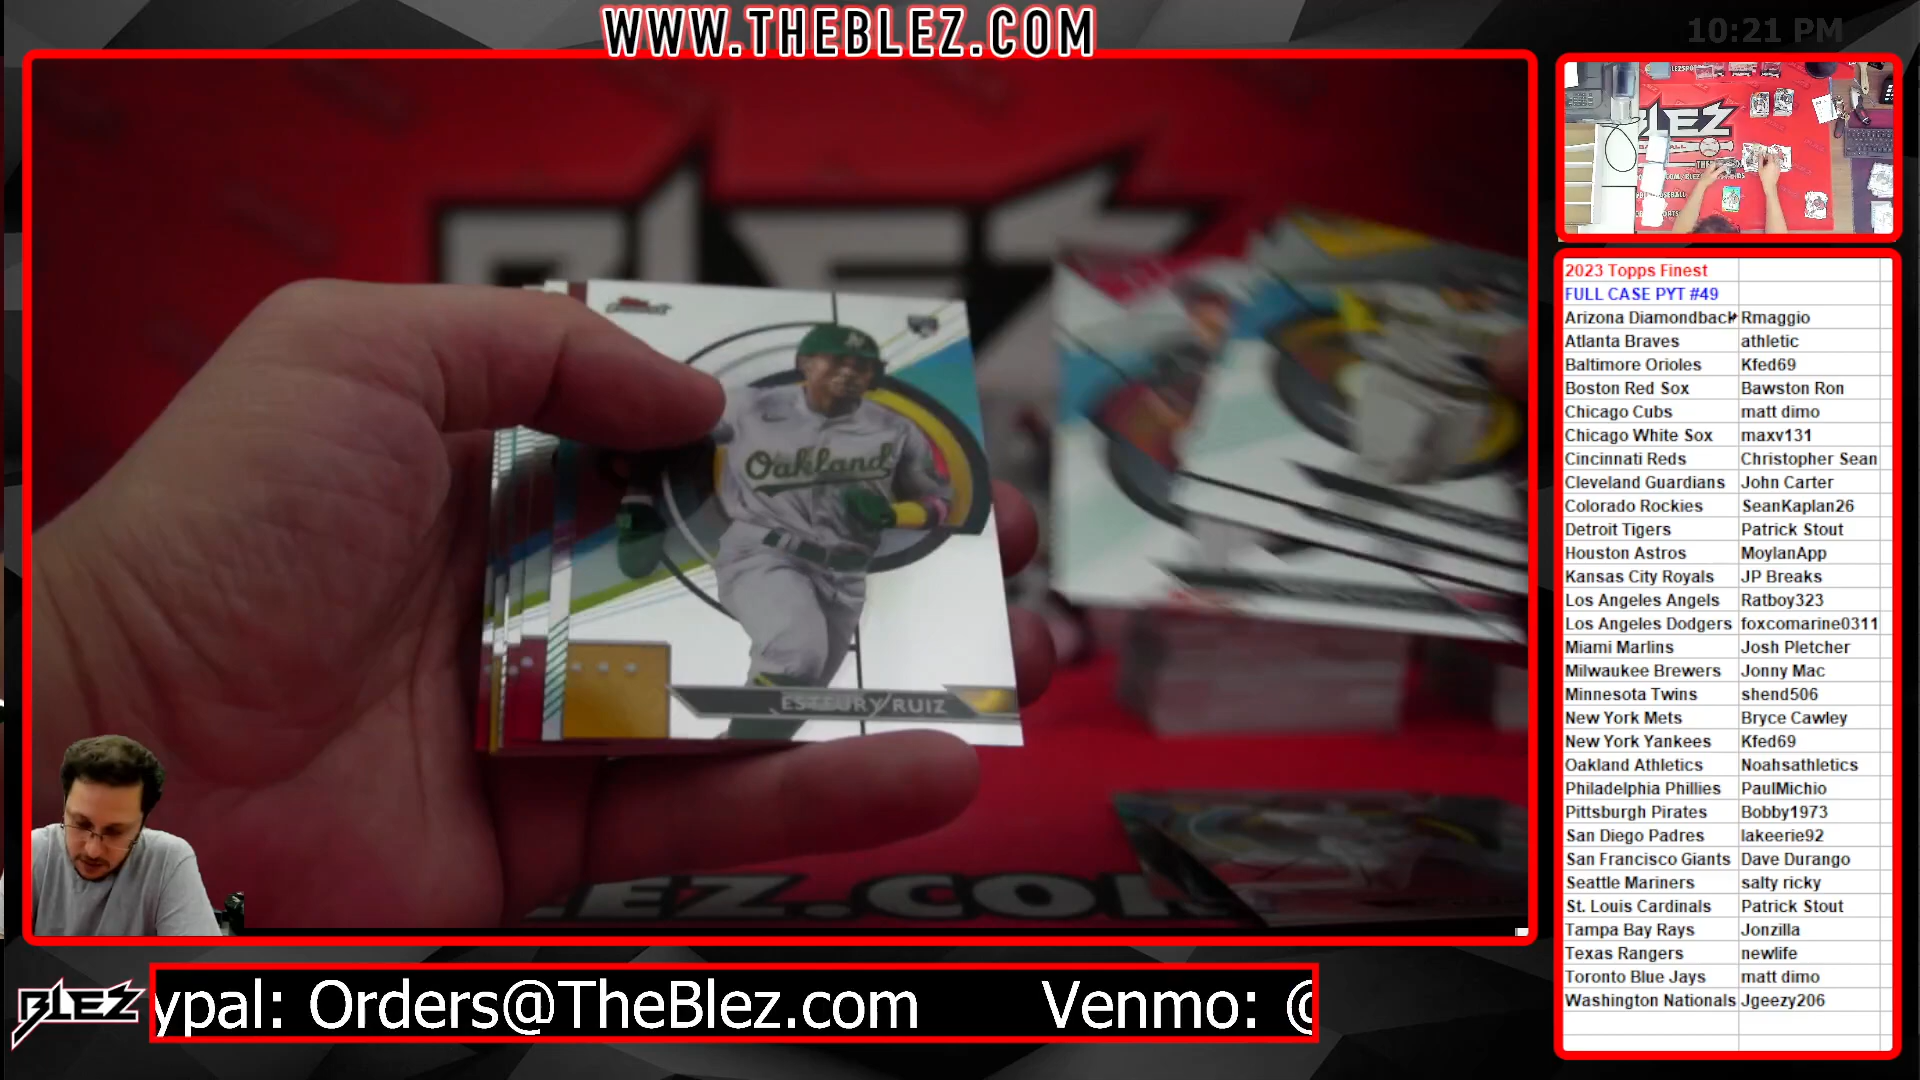 WWW.THEBLEZ.COM
10:21 PM
BLEZ
Oakland
ESTEURY RUIZ
EZ.COM
2023 Topps Finest
FULL CASE PYT #49
Arizona Diamondback Rmaggio
Atlanta Braves athletic
Baltimore Orioles Kfed69
Boston Red Sox Bawston Ron
Chicago Cubs matt dimo
Chicago White Sox maxv131
Cincinnati Reds Christopher Sean
Cleveland Guardians John Carter
Colorado Rockies SeanKaplan26
Detroit Tigers Patrick Stout
Houston Astros MoylanApp
Kansas City Royals JP Breaks
Los Angeles Angels Ratboy323
Los Angeles Dodgers foxcomarine0311
Miami Marlins Josh Pletcher
Milwaukee Brewers Jonny Mac
Minnesota Twins shend506
New York Mets Bryce Cawley
New York Yankees Kfed69
Oakland Athletics Noahsathletics
Philadelphia Phillies PaulMichio
Pittsburgh Pirates Bobby1973
San Diego Padres lakeerie92
San Francisco Giants Dave Durango
Seattle Mariners salty ricky
St. Louis Cardinals Patrick Stout
Tampa Bay Rays Jonzilla
Texas Rangers newlife
Toronto Blue Jays matt dimo
Washington Nationals Jgeezy206
BLEZ
ypal: Orders@TheBlez.com Venmo: @